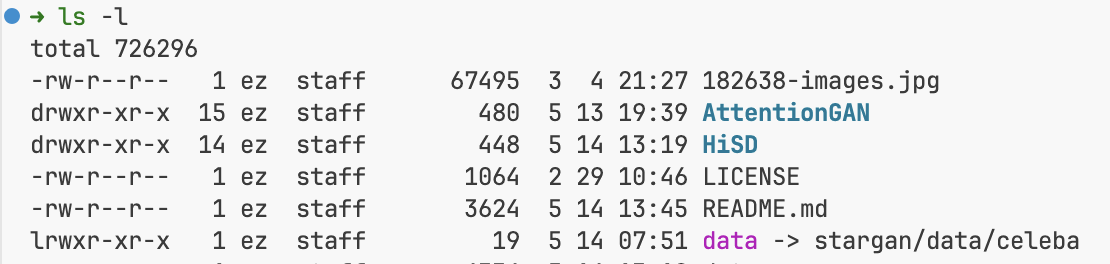 ➜ ls -l
total 726296
-rw-r--r--   1 ez  staff      67495  3  4 21:27 182638-images.jpg
drwxr-xr-x  15 ez  staff        480  5 13 19:39 AttentionGAN
drwxr-xr-x  14 ez  staff        448  5 14 13:19 HiSD
-rw-r--r--   1 ez  staff       1064  2 29 10:46 LICENSE
-rw-r--r--   1 ez  staff       3624  5 14 13:45 README.md
lrwxr-xr-x   1 ez  staff         19  5 14 07:51 data -> stargan/data/celeba